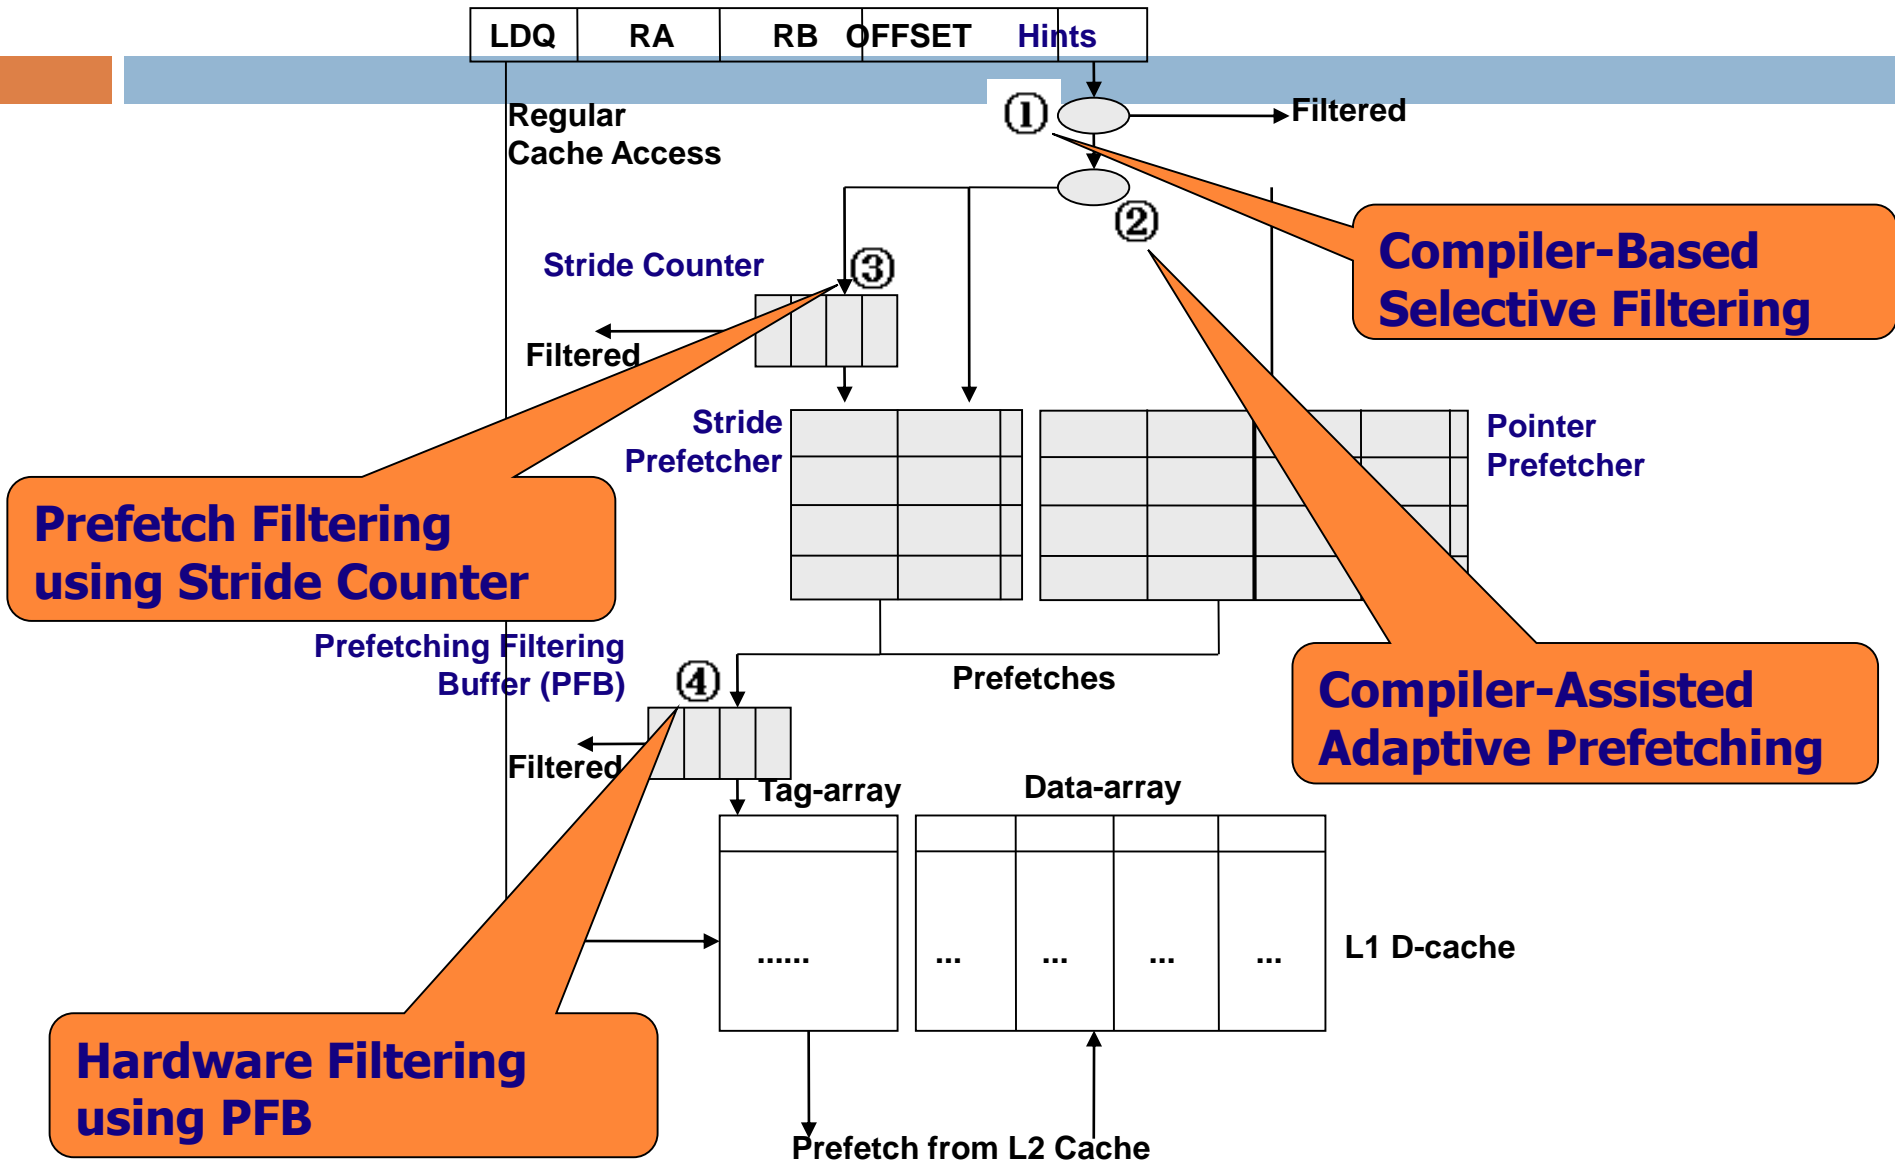 LDQ RA RB OFFSET Hints
Regular
Cache Access
① Filtered
②
Compiler-Based
Selective Filtering
Stride Counter ③
Filtered
Stride
Prefetcher
Pointer
Prefetcher
Prefetch Filtering
using Stride Counter
Prefetching Filtering
Buffer (PFB) ④
Prefetches
Compiler-Assisted
Adaptive Prefetching
Filtered
Tag-array Data-array
...... ... ... ... ...
L1 D-cache
Hardware Filtering
using PFB
Prefetch from L2 Cache